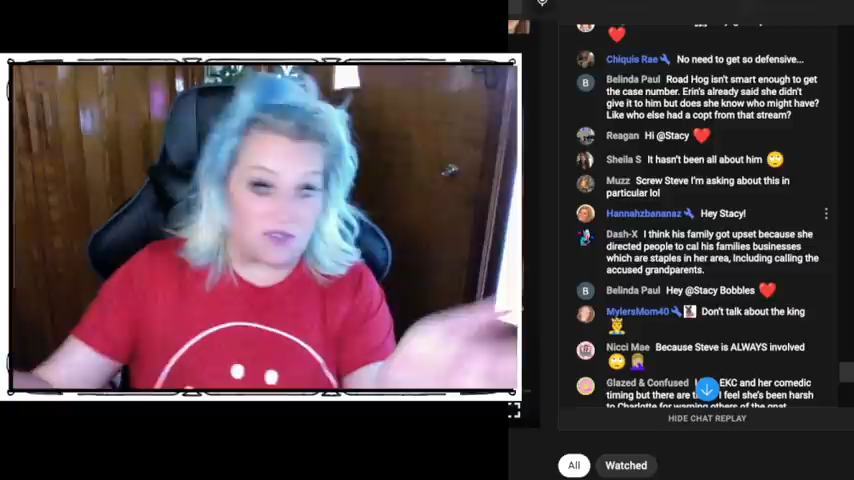 Chiquis Rae No need to get so defensive...
Belinda Paul Road Hog isn't smart enough to get
the case number. Erin's already said she didn't
give it to him but does she know who might have?
Like who else had a copt from that stream?
Reagan Hi @Stacy
Sheila S It hasn't been all about him
Muzz Screw Steve I'm asking about this in
particular lol
Hannahzbananaz Hey Stacy!
Dash-X I think his family got upset because she
directed people to cal his families businesses
which are staples in her area, Including calling the
accused grandparents.
Belinda Paul Hey @Stacy Bobbles
MylersMom40 Don't talk about the king
Nicci Mae Because Steve is ALWAYS involved
Glazed & Confused EKC and her comedic
timing but there are I feel she's been harsh
to Charlotte for warning others of the gnat
HIDE CHAT REPLAY
All Watched